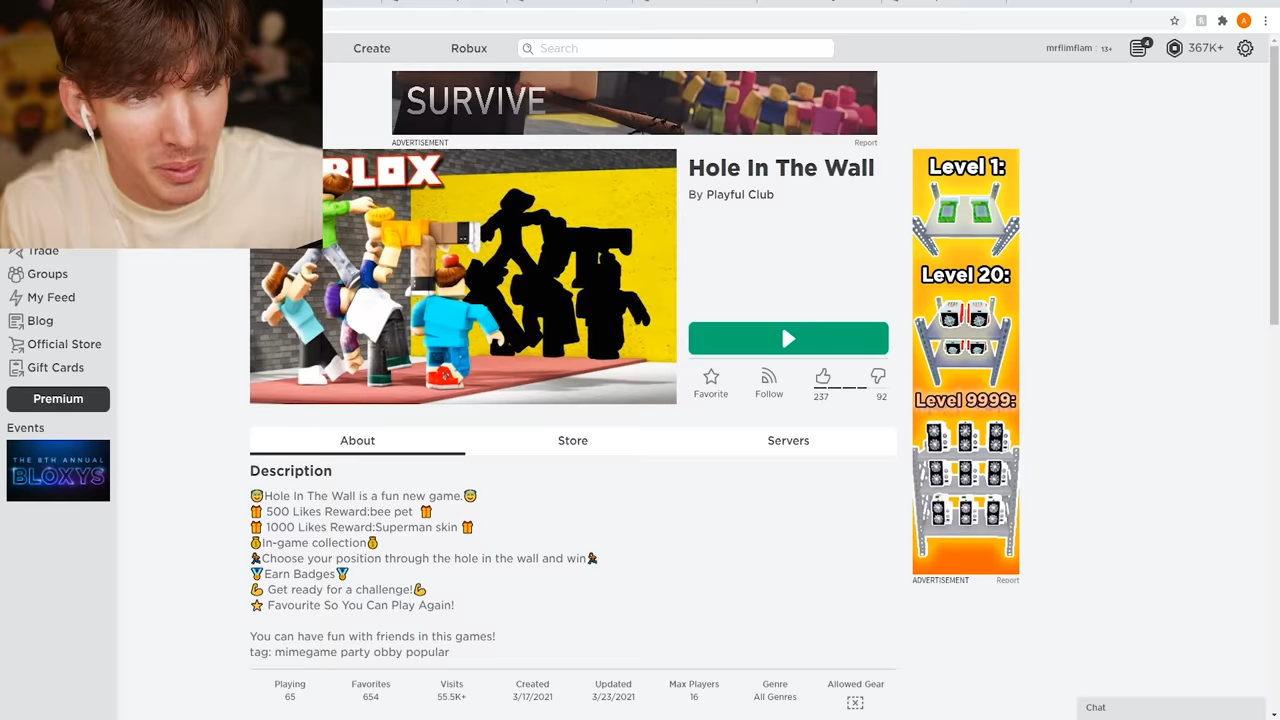 Create
Robux
Search
mrflimflam : 13+
4
367K+
A
SURVIVE
ADVERTISEMENT
Report
BLOX
Hole In The Wall
By Playful Club
Favorite
Follow
237
92
Level 1:
Level 20:
Level 9999:
ADVERTISEMENT
Report
Trade
Groups
My Feed
Blog
Official Store
Gift Cards
Premium
Events
THE 8TH ANNUAL
BLOXYS
About
Store
Servers
Description
😇Hole In The Wall is a fun new game.😇
🎁 500 Likes Reward:bee pet 🎁
🎁 1000 Likes Reward:Superman skin 🎁
💰In-game collection💰
Choose your position through the hole in the wall and win
🏅Earn Badges🏅
💪 Get ready for a challenge!💪
⭐ Favourite So You Can Play Again!
You can have fun with friends in this games!
tag: mimegame party obby popular
Playing
65
Favorites
654
Visits
55.5K+
Created
3/17/2021
Updated
3/23/2021
Max Players
16
Genre
All Genres
Allowed Gear
Chat